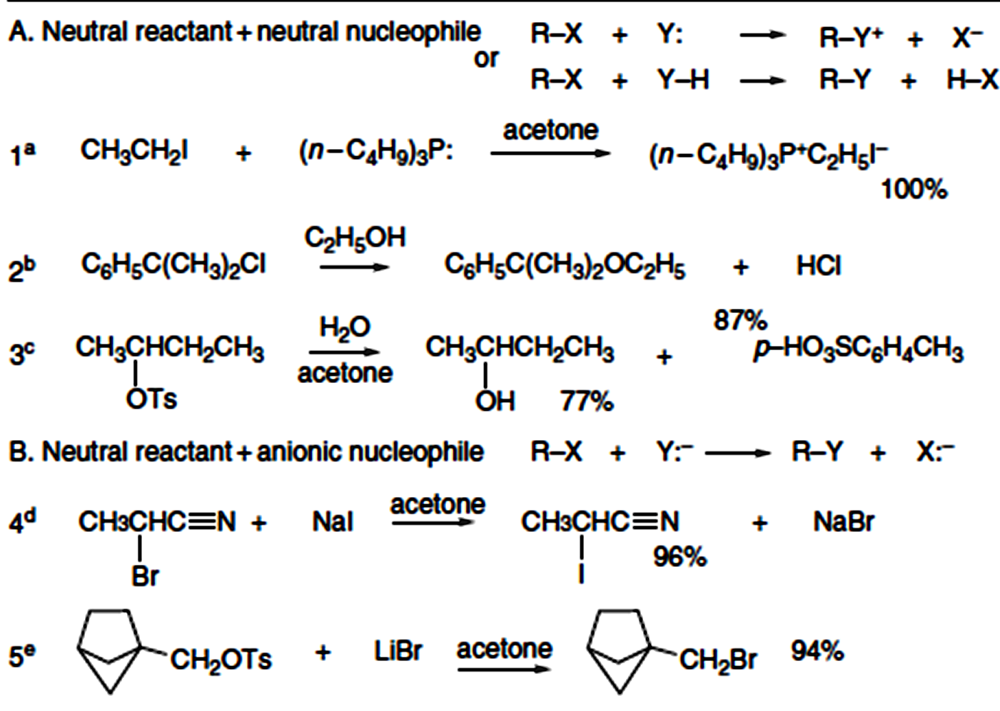 A. Neutral reactant + neutral nucleophile R–X + Y: → R–Y⁺ + X⁻
or
R–X + Y–H → R–Y + H–X
acetone
1ᵃ CH₃CH₂I + (n–C₄H₉)₃P: → (n–C₄H₉)₃P⁺C₂H₅I⁻
100%
C₂H₅OH
2ᵇ C₆H₅C(CH₃)₂Cl → C₆H₅C(CH₃)₂OC₂H₅ + HCl
87%
H₂O
3ᶜ CH₃CHCH₂CH₃ → CH₃CHCH₂CH₃ + p–HO₃SC₆H₄CH₃
acetone
OTs OH 77%
B. Neutral reactant + anionic nucleophile R–X + Y:⁻ → R–Y + X:⁻
acetone
4ᵈ CH₃CHC≡N + NaI → CH₃CHC≡N + NaBr
96%
Br I
5ᵉ CH₂OTs + LiBr acetone → CH₂Br 94%